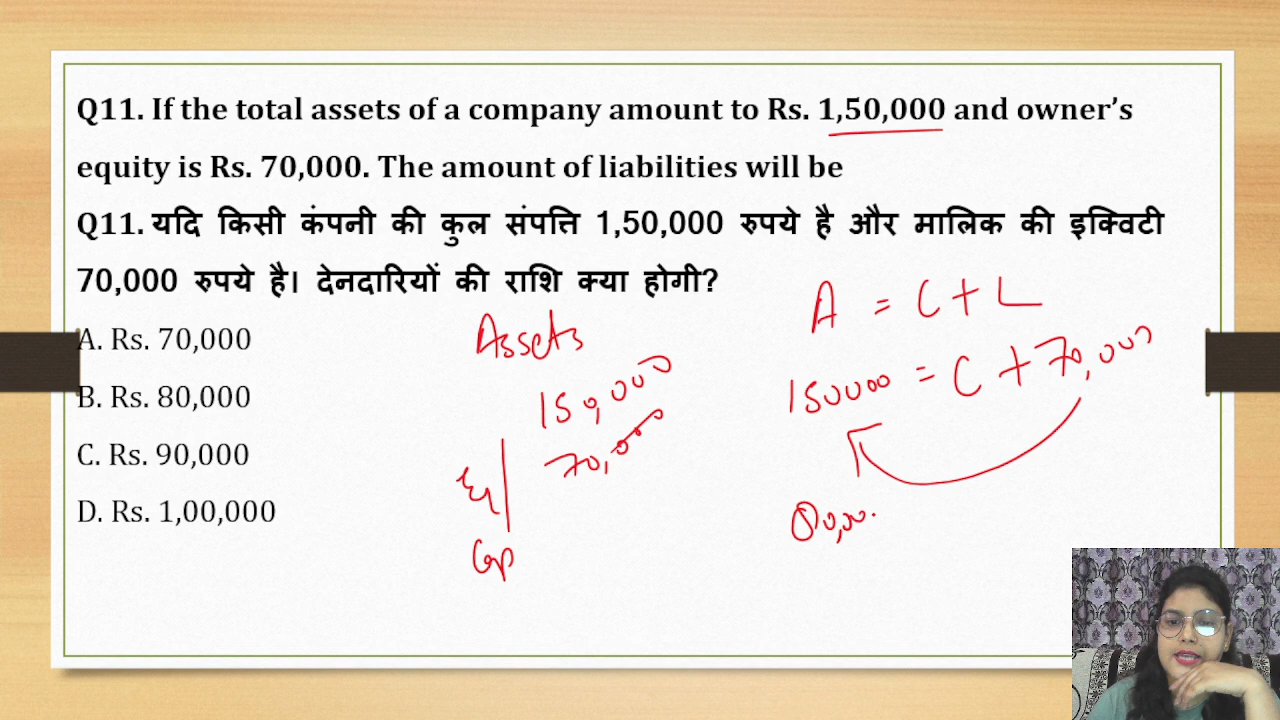 Q11. If the total assets of a company amount to Rs. 1,50,000 and owner’s
equity is Rs. 70,000. The amount of liabilities will be
Q11. यदि किसी कंपनी की कुल संपत्ति 1,50,000 रुपये है और मालिक की इक्विटी
70,000 रुपये है। देनदारियों की राशि क्या होगी?
A. Rs. 70,000
B. Rs. 80,000
C. Rs. 90,000
D. Rs. 1,00,000
Assets
150,000
70,000
A = C + L
150000 = C + 70,000
80,000